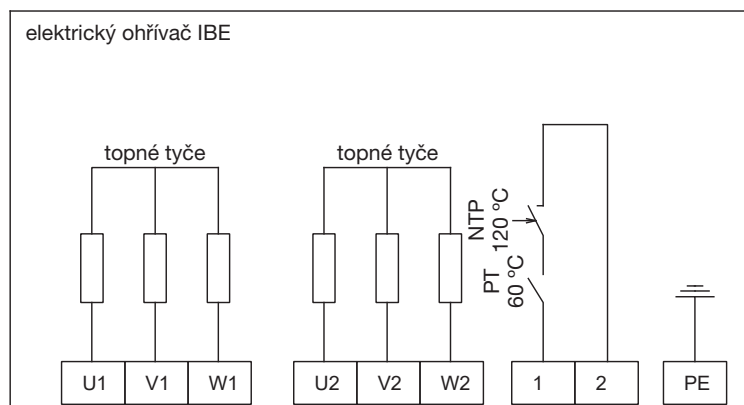 elektrický ohřívač IBE
topné tyče
topné tyče
NTP
120 °C
PT
60 °C
U1 V1 W1 U2 V2 W2 1 2 PE